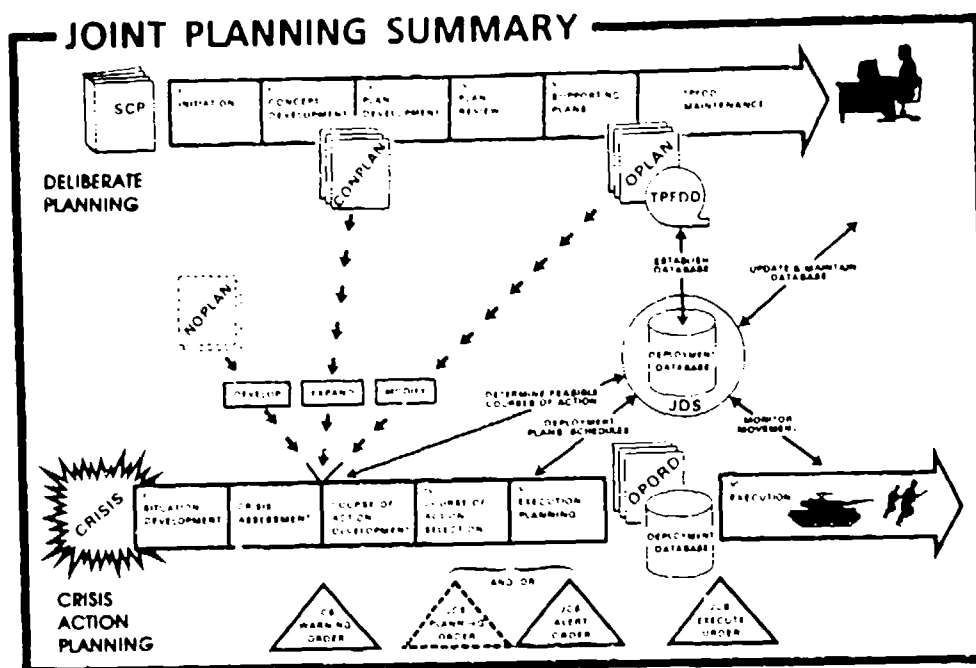 JOINT PLANNING SUMMARY
SCP
INITIATION
CONCEPT
DEVELOPMENT
PLAN
DEVELOPMENT
PLAN
REVIEW
SUPPORTING
PLANS
TPFDD
MAINTENANCE
DELIBERATE
PLANNING
CONPLAN
OPLAN
TPFDD
NOPLAN
ESTABLISH
DATABASE
UPDATE & MAINTAIN
DATABASE
DEPLOYMENT
DATABASE
JDS
DEVELOP
EXPAND
MODIFY
DETERMINE FEASIBLE
COURSES OF ACTION
DEPLOYMENT
PLANS/SCHEDULES
MONITOR
MOVEMENT
CRISIS
SITUATION
DEVELOPMENT
CRISIS
ASSESSMENT
COURSE OF
ACTION
DEVELOPMENT
COURSE OF
ACTION
SELECTION
EXECUTION
PLANNING
OPORD
DEPLOYMENT
DATABASE
EXECUTION
AND/OR
CRISIS
ACTION
PLANNING
JCS
WARNING
ORDER
JCS
PLANNING
ORDER
JCS
ALERT
ORDER
JCS
EXECUTE
ORDER